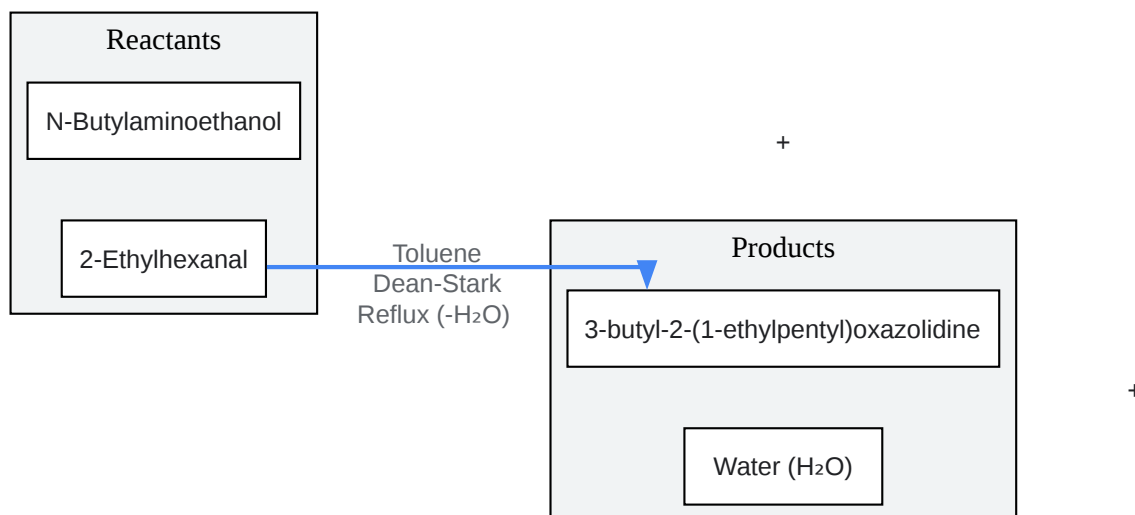 Reactants
N-Butylaminoethanol
+
2-Ethylhexanal
Toluene
Dean-Stark
Reflux (-H₂O)
Products
3-butyl-2-(1-ethylpentyl)oxazolidine
+
Water (H₂O)